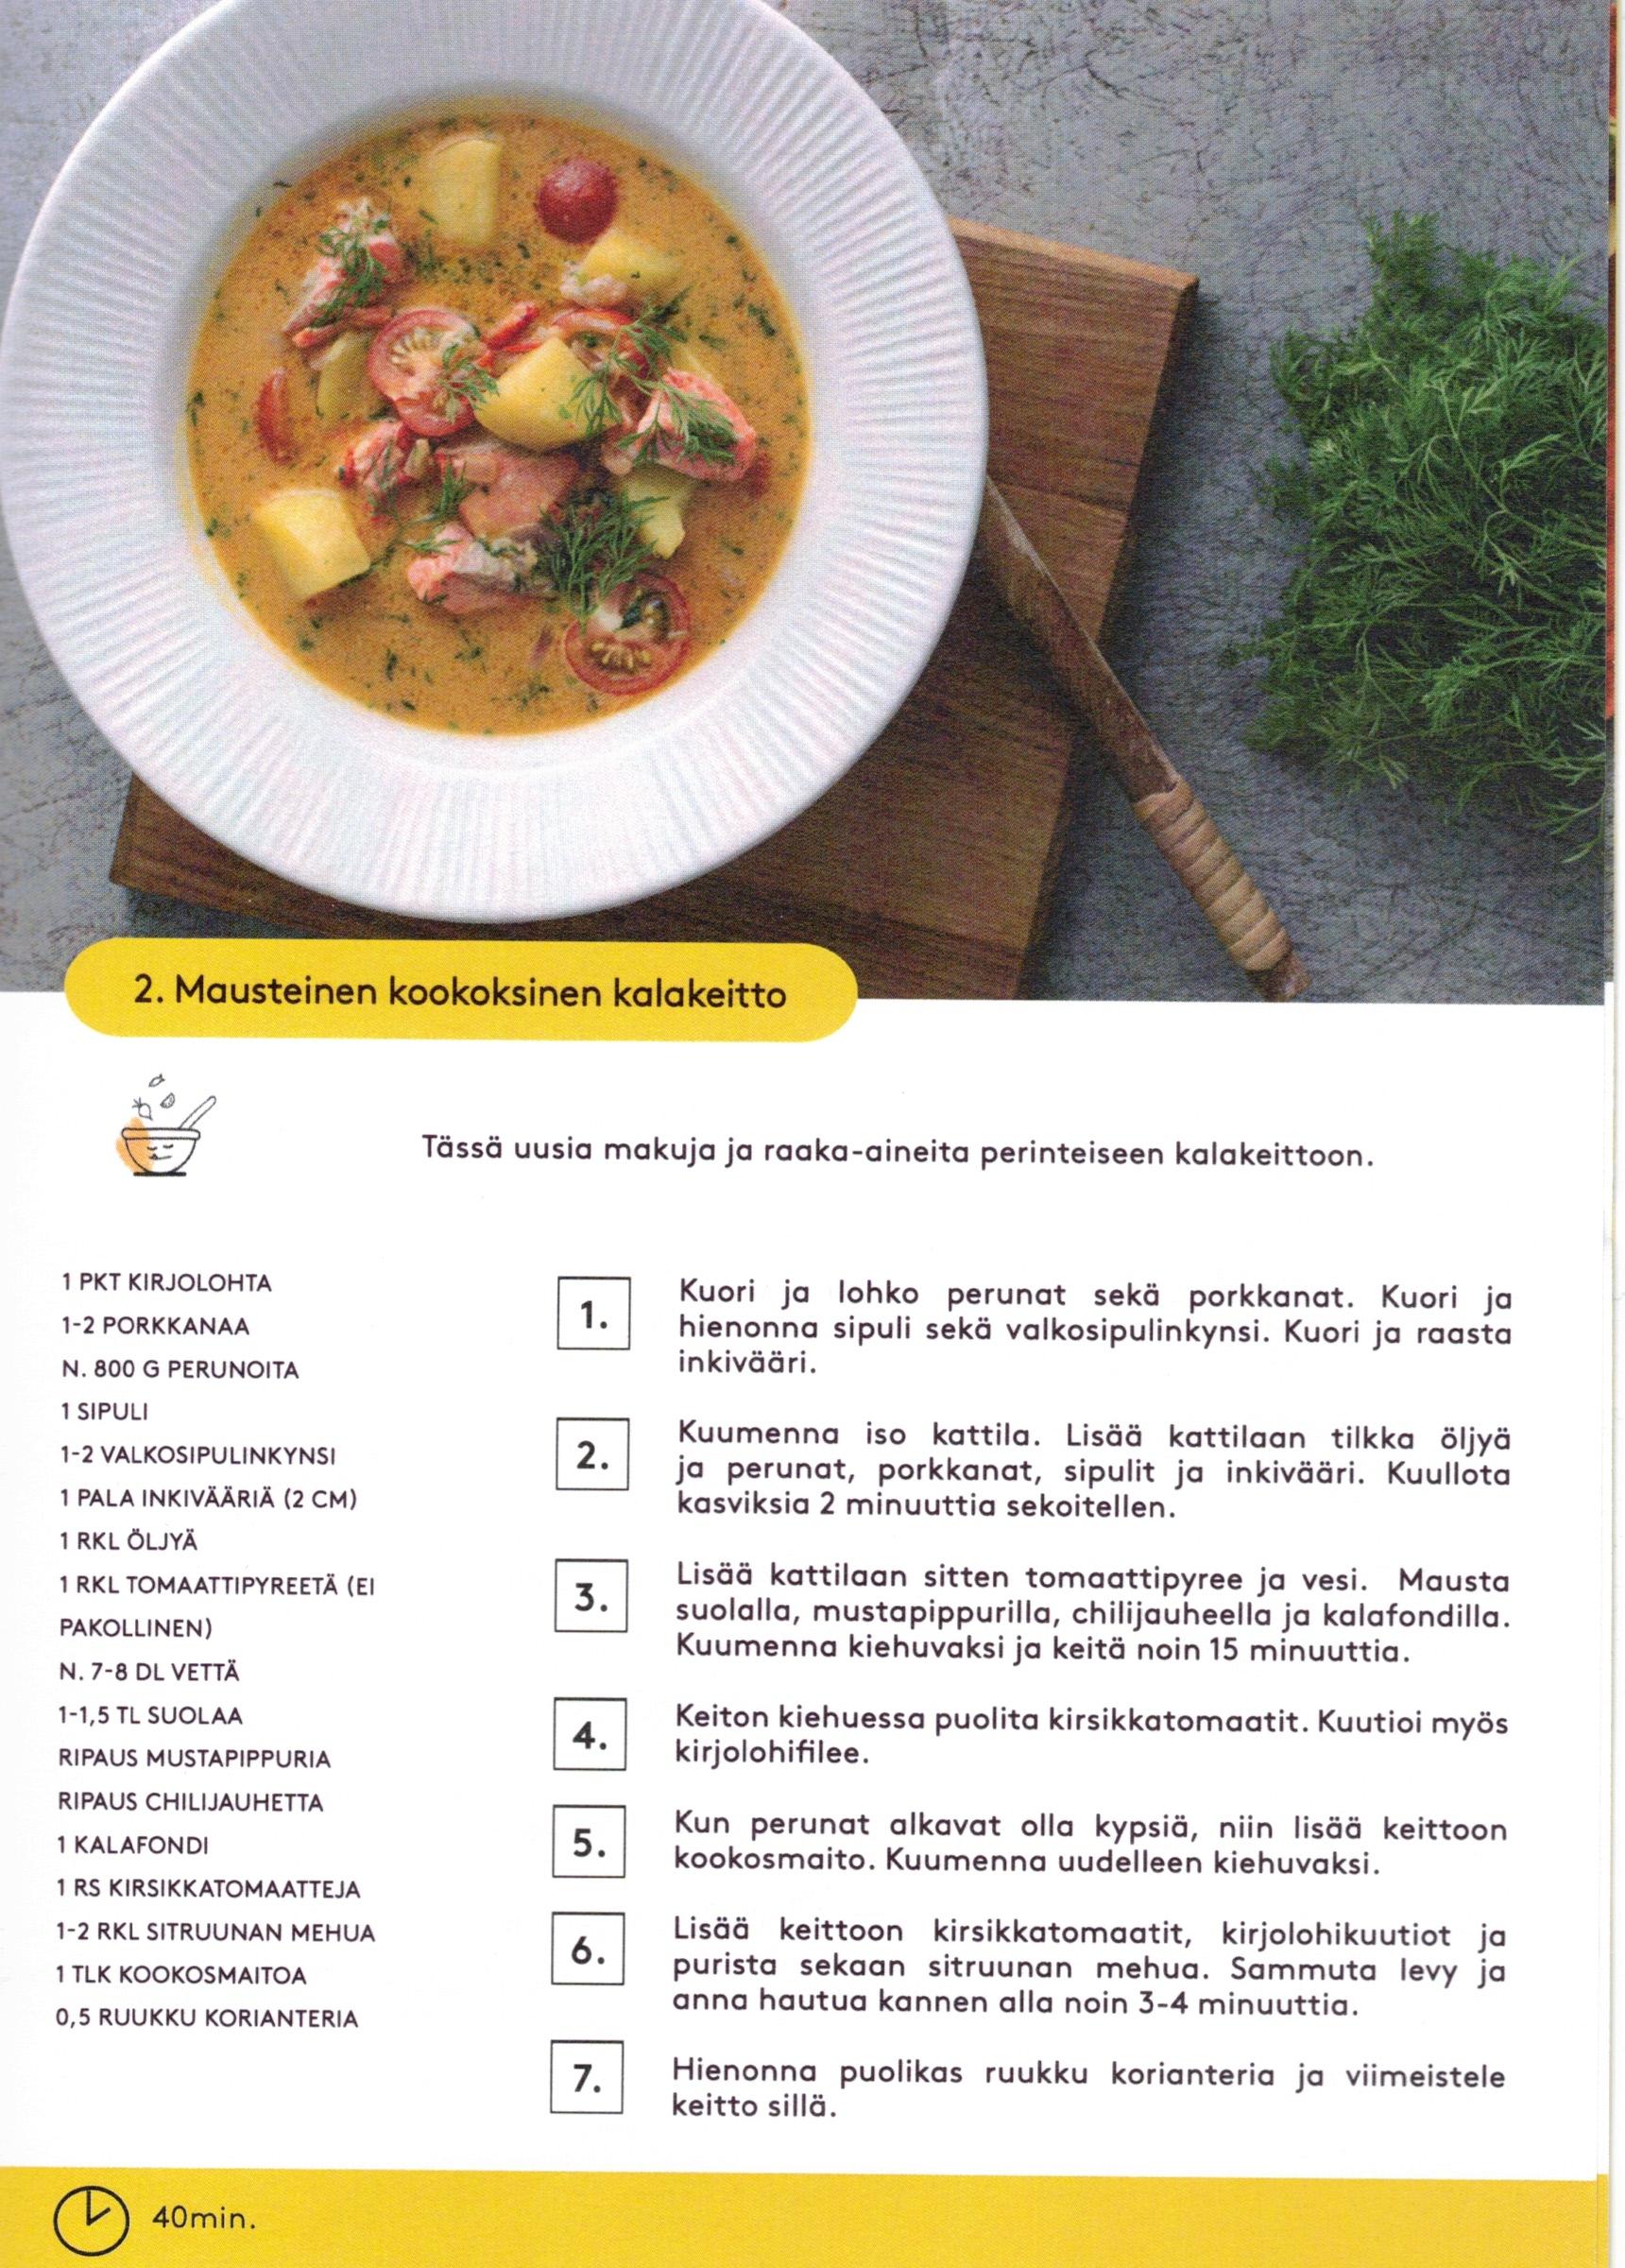 2. Mausteinen kookoksinen kalakeitto
Tässä uusia makuja ja raaka-aineita perinteiseen kalakeittoon.
1 PKT KIRJOLOHTA
1-2 PORKKANAA
N. 800 G PERUNOITA
1 SIPULI
1-2 VALKOSIPULINKYNSI
1 PALA INKIVÄÄRIÄ (2 CM)
1 RKL ÖLJYÄ
1 RKL TOMAATTIPYREETÄ (EI
PAKOLLINEN)
N. 7-8 DL VETTÄ
1-1,5 TL SUOLAA
RIPAUS MUSTAPIPPURIA
RIPAUS CHILIJAUHETTA
1 KALAFONDI
1 RS KIRSIKKATOMAATTEJA
1-2 RKL SITRUUNAN MEHUA
1 TLK KOOKOSMAITOA
0,5 RUUKKU KORIANTERIA
1.
Kuori ja lohko perunat sekä porkkanat. Kuori ja
hienonna sipuli sekä valkosipulinkynsi. Kuori ja raasta
inkivääri.
2.
Kuumenna iso kattila. Lisää kattilaan tilkka öljyä
ja perunat, porkkanat, sipulit ja inkivääri. Kuullota
kasviksia 2 minuuttia sekoitellen.
3.
Lisää kattilaan sitten tomaattipyree ja vesi. Mausta
suolalla, mustapippurilla, chilijauheella ja kalafondilla.
Kuumenna kiehuvaksi ja keitä noin 15 minuuttia.
4.
Keiton kiehuessa puolita kirsikkatomaatit. Kuutioi myös
kirjolohifilee.
5.
Kun perunat alkavat olla kypsiä, niin lisää keittoon
kookosmaito. Kuumenna uudelleen kiehuvaksi.
6.
Lisää keittoon kirsikkatomaatit, kirjolohikuutiot ja
purista sekaan sitruunan mehua. Sammuta levy ja
anna hautua kannen alla noin 3-4 minuuttia.
7.
Hienonna puolikas ruukku korianteria ja viimeistele
keitto sillä.
40min.